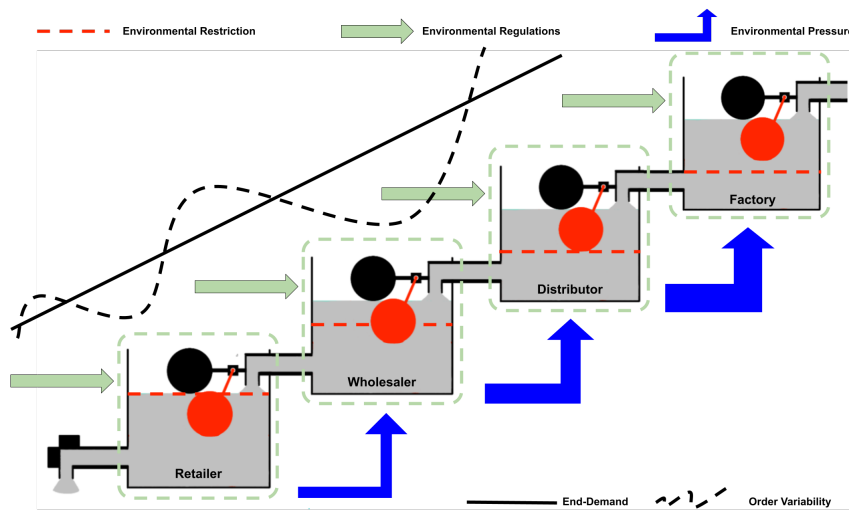 Environmental Restriction
Environmental Regulations
Environmental Pressure
Factory
Distributor
Wholesaler
Retailer
End-Demand
Order Variability